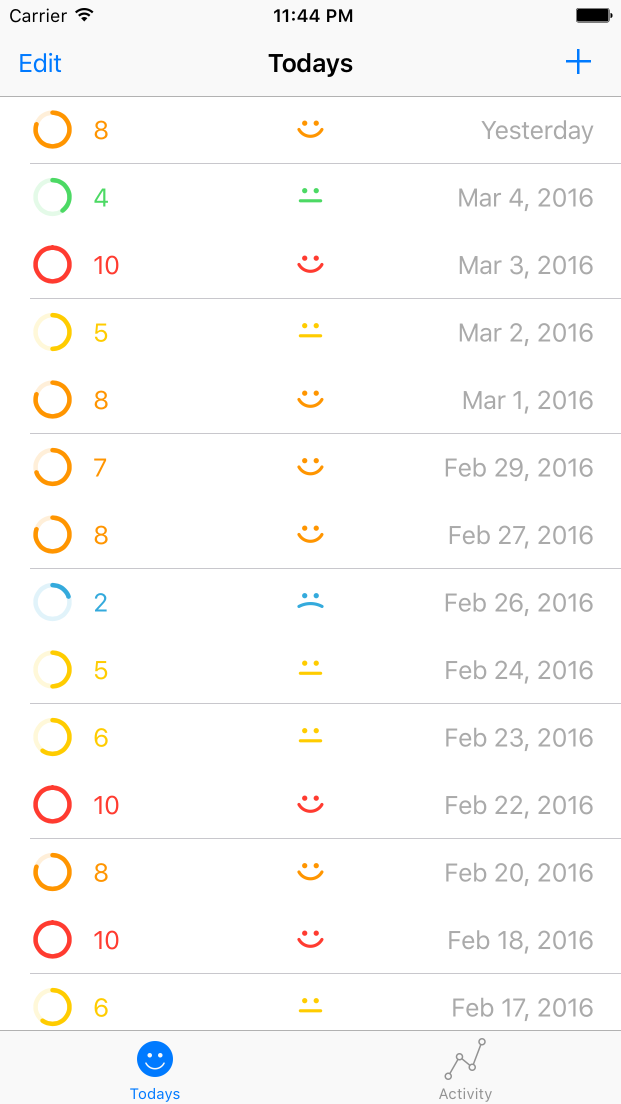 Carrier 11:44 PM
Edit Todays +
8 Yesterday
4 Mar 4, 2016
10 Mar 3, 2016
5 Mar 2, 2016
8 Mar 1, 2016
7 Feb 29, 2016
8 Feb 27, 2016
2 Feb 26, 2016
5 Feb 24, 2016
6 Feb 23, 2016
10 Feb 22, 2016
8 Feb 20, 2016
10 Feb 18, 2016
6 Feb 17, 2016
Todays Activity